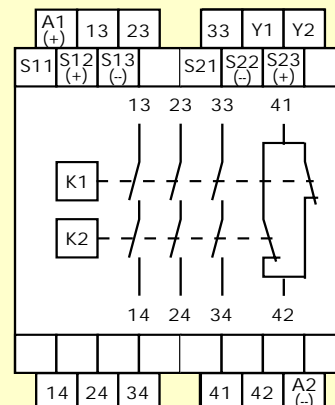 A1 (+) 13 23 33 Y1 Y2
S11 S12 (+) S13 (--) S21 S22 (--) S23 (+)
13 23 33 41
K1
K2
14 24 34 42
14 24 34 41 42 A2 (--)